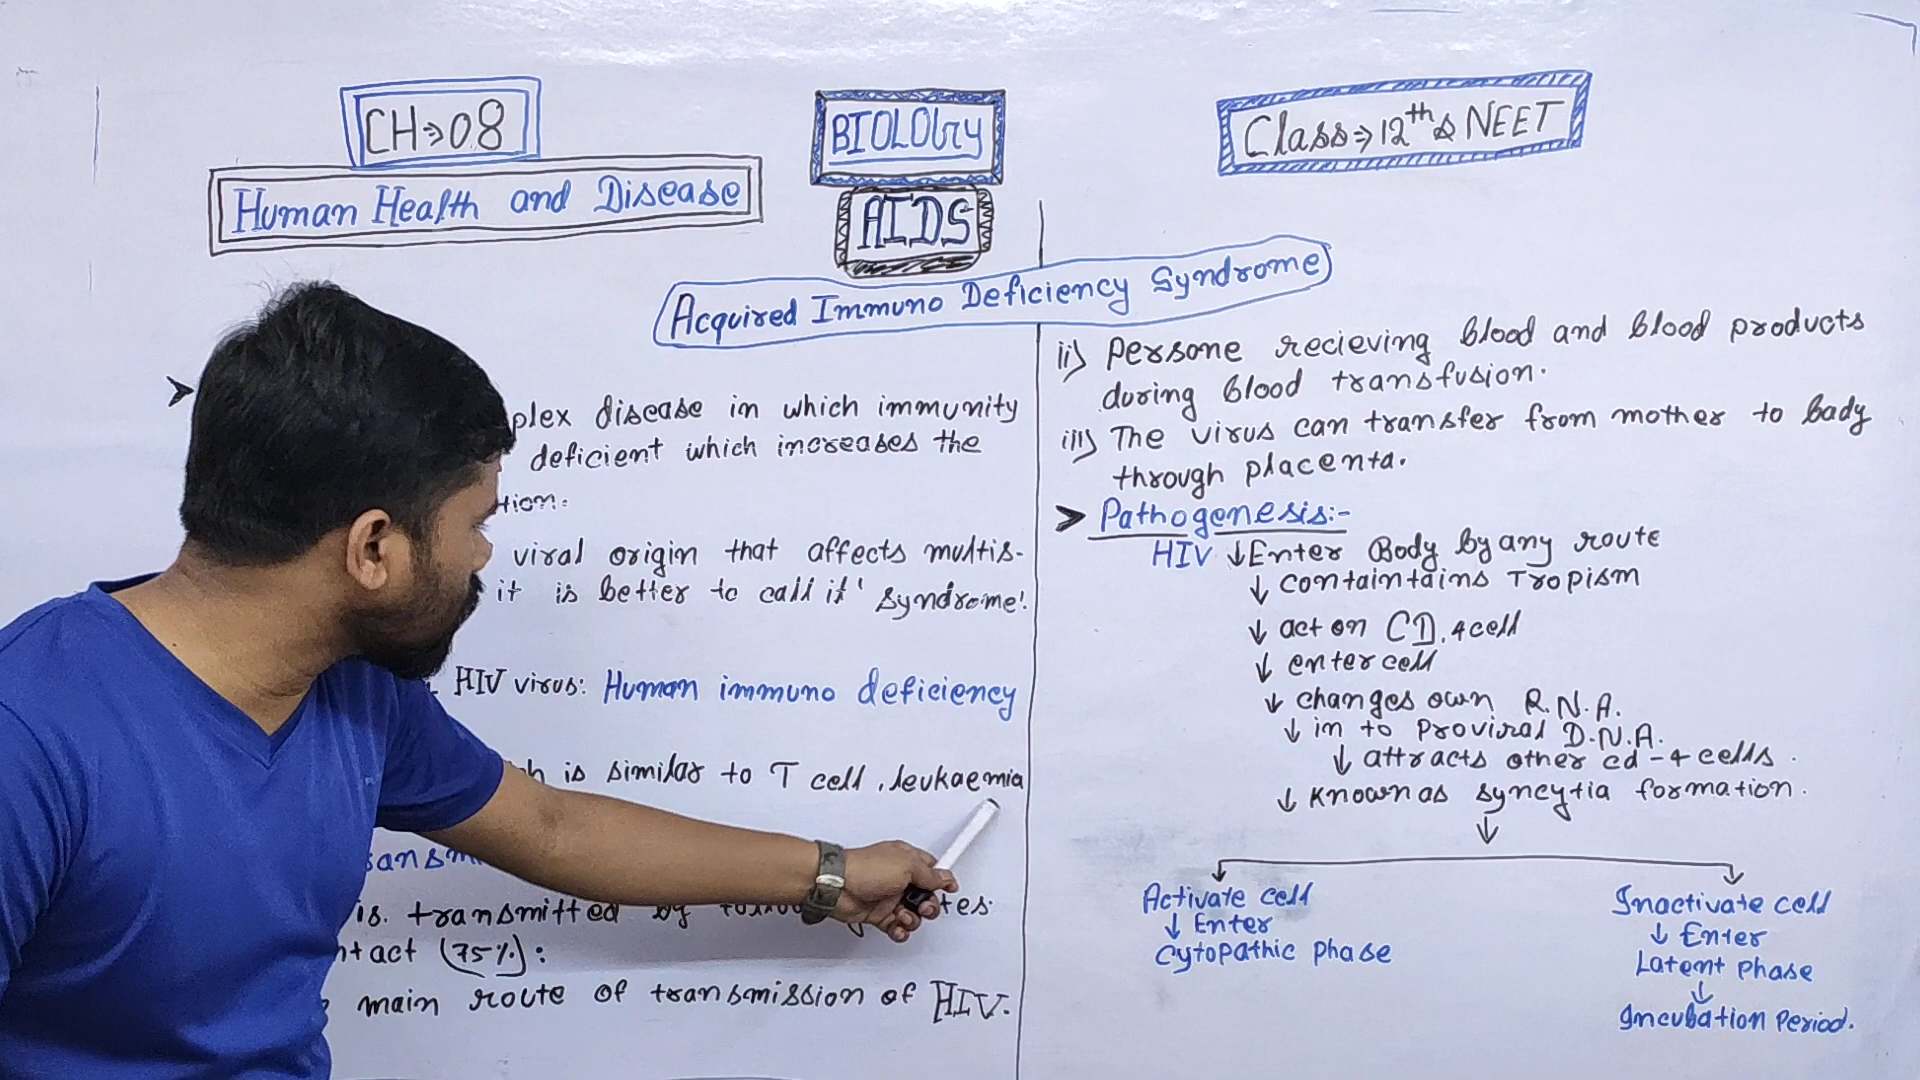 CH→08
Human Health and Disease
BIOLOGY
AIDS
Class⇒12th & NEET
Acquired Immuno Deficiency Syndrome
plex disease in which immunity
deficient which increases the
tion.
viral origin that affects multis-
it is better to call it' syndrome'.
HIV virus: Human immuno deficiency
is similar to T cell, leukaemia
is. transmitted by
(75%):
main route of transmission of HIV.
ii) Persone recieving blood and blood products
during blood transfusion.
iii) The virus can transfer from mother to bady
through placenta.
➤ Pathogenesis:-
HIV ↓ Enter Body by any route
↓ containtains Tropism
↓ act on CD.4 cell
↓ enter cell
↓ changes own R.N.A.
↓ in to Proviral D.N.A.
↓ attracts other cd-4 cells.
↓ Known as syncytia formation.
↓
Activate cell
↓ Enter
Cytopathic phase
Inactivate cell
↓ Enter
Latent phase
↓
Incubation Period.